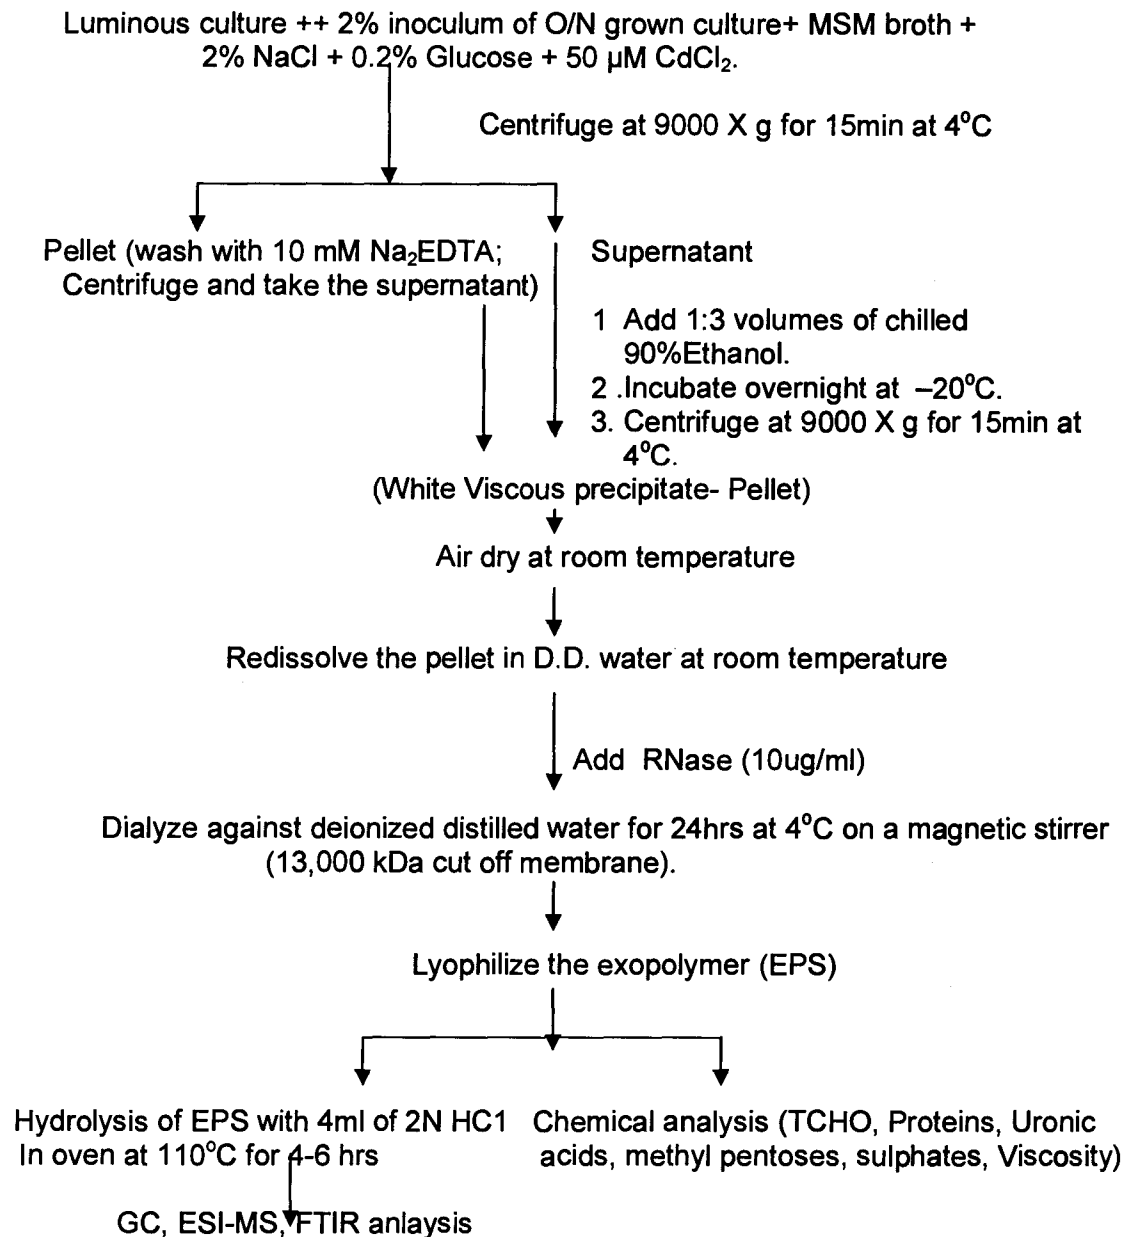 Luminous culture ++ 2% inoculum of O/N grown culture+ MSM broth +
2% NaCl + 0.2% Glucose + 50 µM CdCl₂.
Centrifuge at 9000 X g for 15min at 4⁰C
Pellet (wash with 10 mM Na₂EDTA;
Centrifuge and take the supernatant)
Supernatant
1 Add 1:3 volumes of chilled
90%Ethanol.
2 .Incubate overnight at –20⁰C.
3. Centrifuge at 9000 X g for 15min at
4⁰C.
(White Viscous precipitate- Pellet)
Air dry at room temperature
Redissolve the pellet in D.D. water at room temperature
Add RNase (10ug/ml)
Dialyze against deionized distilled water for 24hrs at 4⁰C on a magnetic stirrer
(13,000 kDa cut off membrane).
Lyophilize the exopolymer (EPS)
Hydrolysis of EPS with 4ml of 2N HC1
In oven at 110⁰C for 4-6 hrs
GC, ESI-MS, FTIR anlaysis
Chemical analysis (TCHO, Proteins, Uronic
acids, methyl pentoses, sulphates, Viscosity)